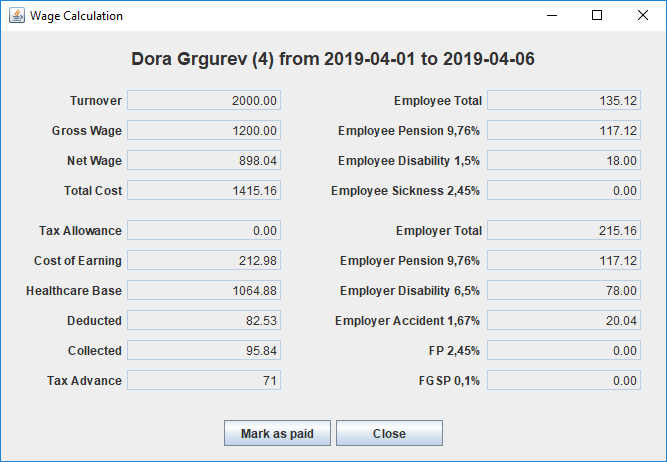 Wage Calculation
Dora Grgurev (4) from 2019-04-01 to 2019-04-06
Turnover 2000.00 Employee Total 135.12
Gross Wage 1200.00 Employee Pension 9,76% 117.12
Net Wage 898.04 Employee Disability 1,5% 18.00
Total Cost 1415.16 Employee Sickness 2,45% 0.00
Tax Allowance 0.00 Employer Total 215.16
Cost of Earning 212.98 Employer Pension 9,76% 117.12
Healthcare Base 1064.88 Employer Disability 6,5% 78.00
Deducted 82.53 Employer Accident 1,67% 20.04
Collected 95.84 FP 2,45% 0.00
Tax Advance 71 FGSP 0,1% 0.00
Mark as paid Close